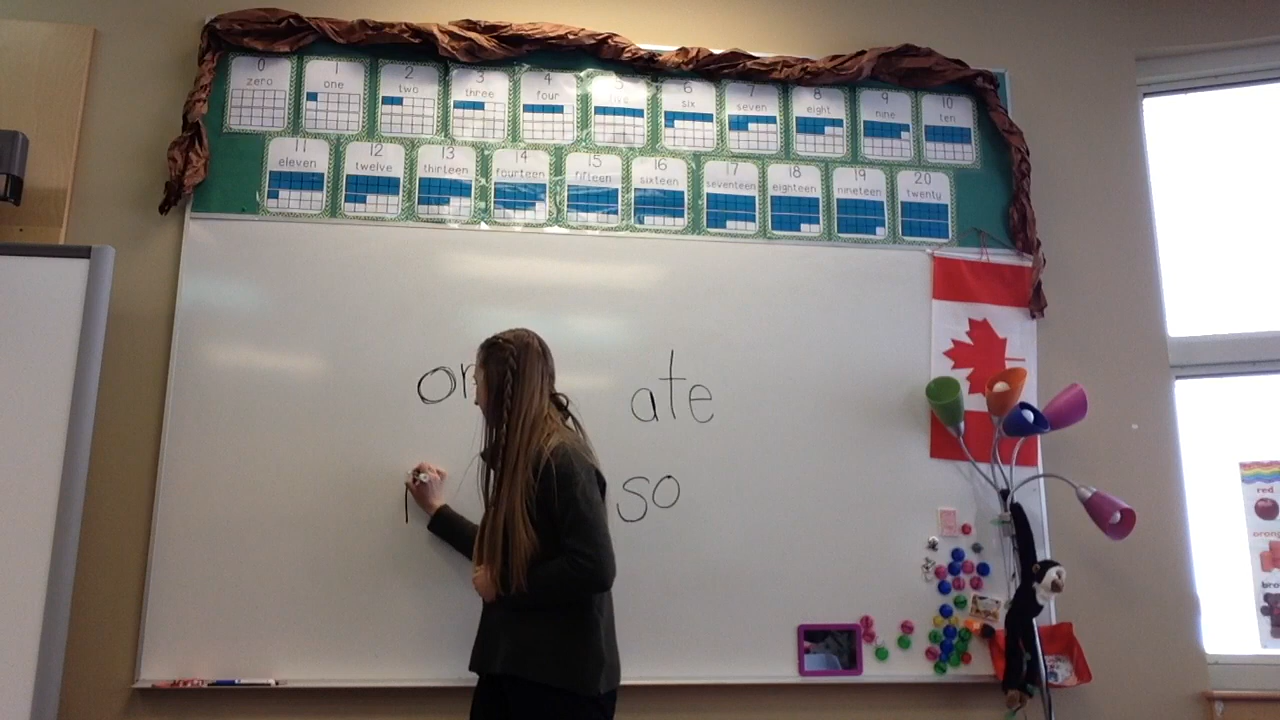 0 1 2 3 4 5 6 7 8 9 10
zero one two three four five six seven eight nine ten
11 12 13 14 15 16 17 18 19 20
eleven twelve thirteen fourteen fifteen sixteen seventeen eighteen nineteen twenty
on ate
so
red